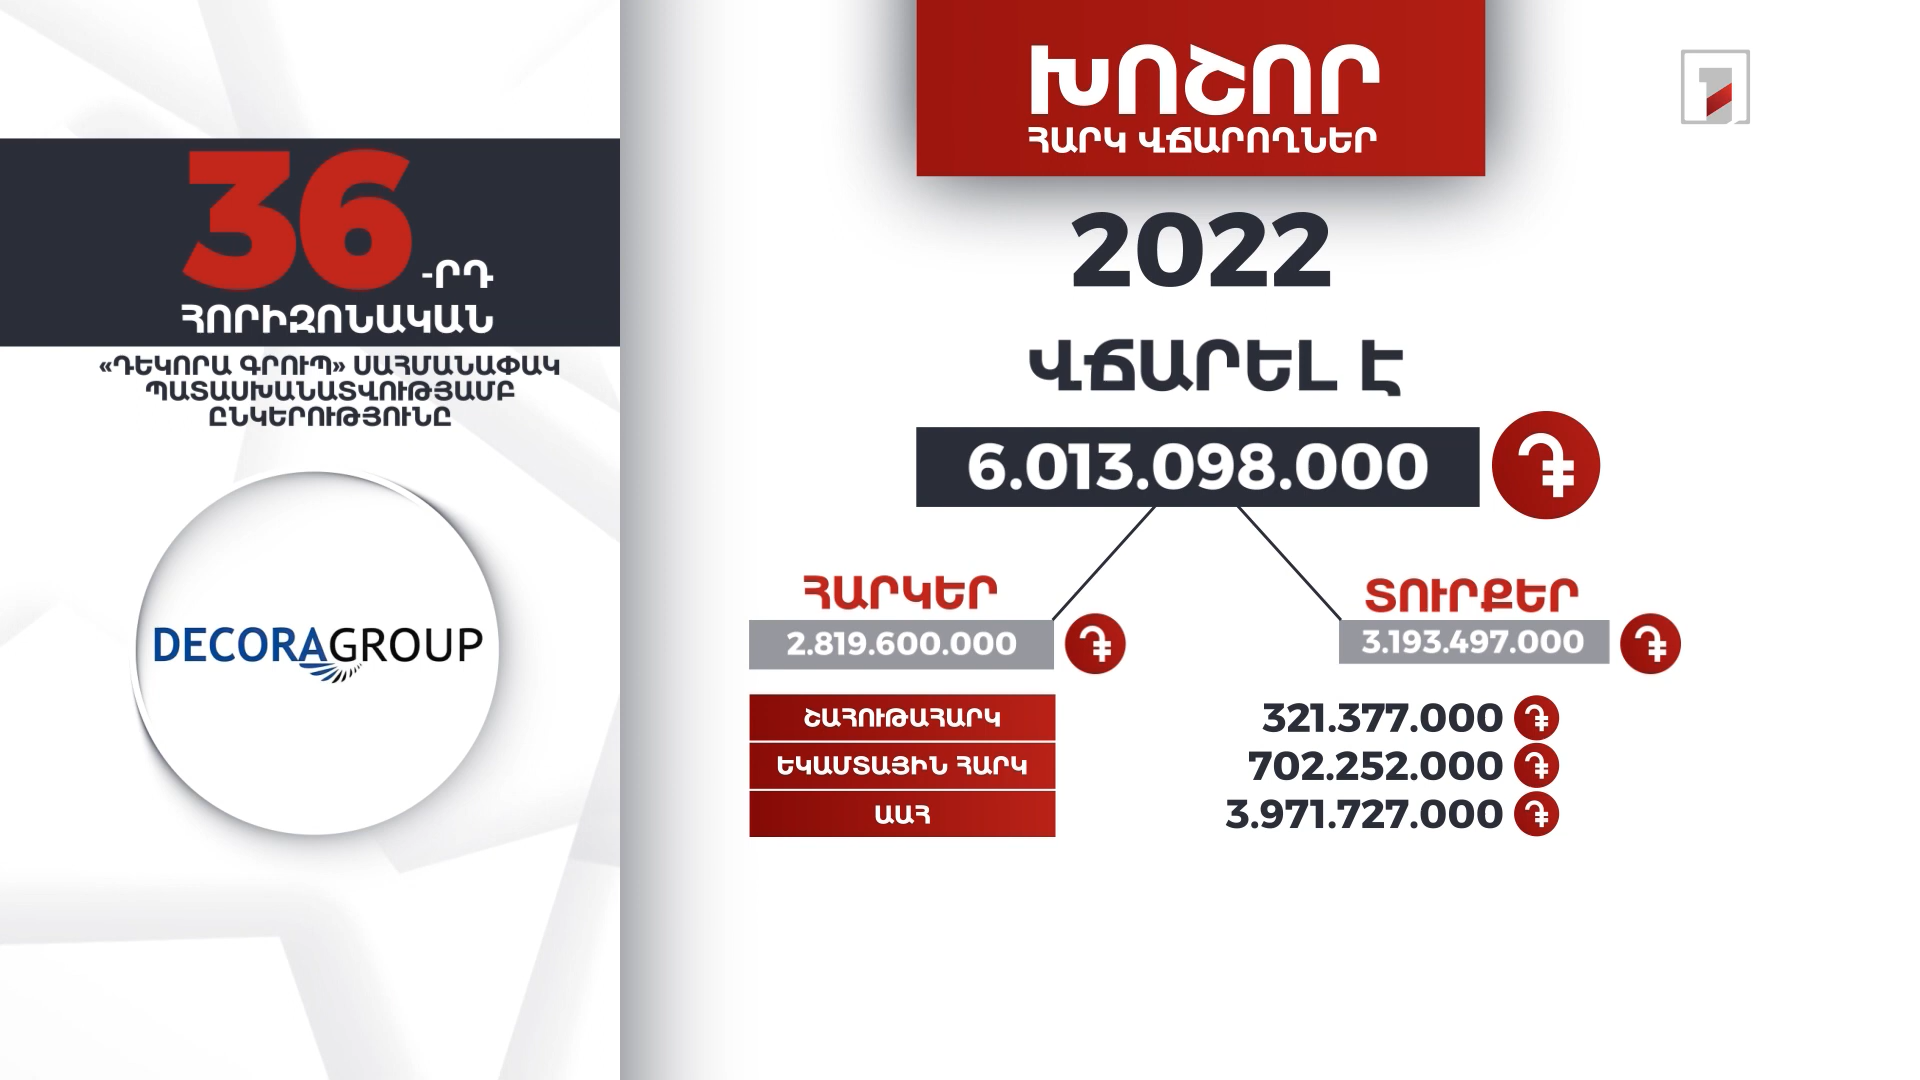 36-ՐԴ
ՀՈՐԻԶՈՆԱԿԱՆ
«ԴԵԿՈՐԱ ԳՐՈՒՊ» ՍԱՀՄԱՆԱՓԱԿ
ՊԱՏԱՍԽԱՆԱՏՎՈՒԹՅԱՄԲ
ԸՆԿԵՐՈՒԹՅՈՒՆԸ
DECORAGROUP
ԽՈՇՈՐ
ՀԱՐԿ ՎՃԱՐՈՂՆԵՐ
1
2022
ՎՃԱՐԵԼ Է
6.013.098.000 ֏
ՀԱՐԿԵՐ
2.819.600.000 ֏
ՏՈՒՐՔԵՐ
3.193.497.000 ֏
ՇԱՀՈՒԹԱՀԱՐԿ 321.377.000 ֏
ԵԿԱՄՏԱՅԻՆ ՀԱՐԿ 702.252.000 ֏
ԱԱՀ 3.971.727.000 ֏